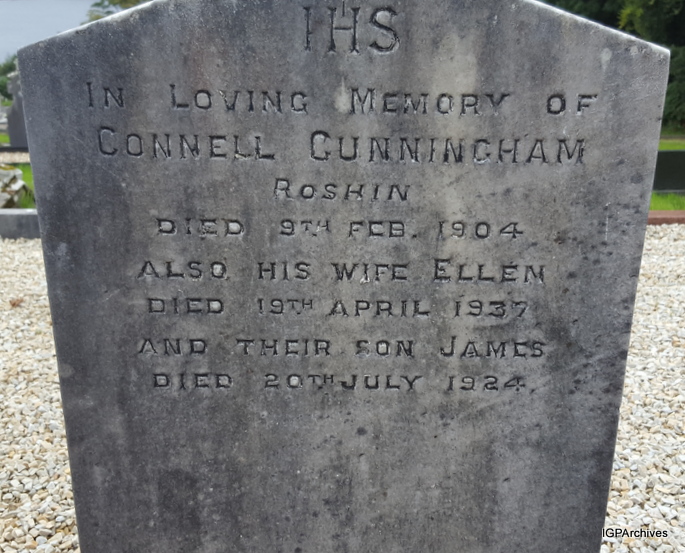 IHS
IN LOVING MEMORY OF
CONNELL CUNNINGHAM
ROSHIN
DIED 9TH FEB. 1904
ALSO HIS WIFE ELLEN
DIED 19TH APRIL 1937
AND THEIR SON JAMES
DIED 20TH JULY 1924.
IGPArchives